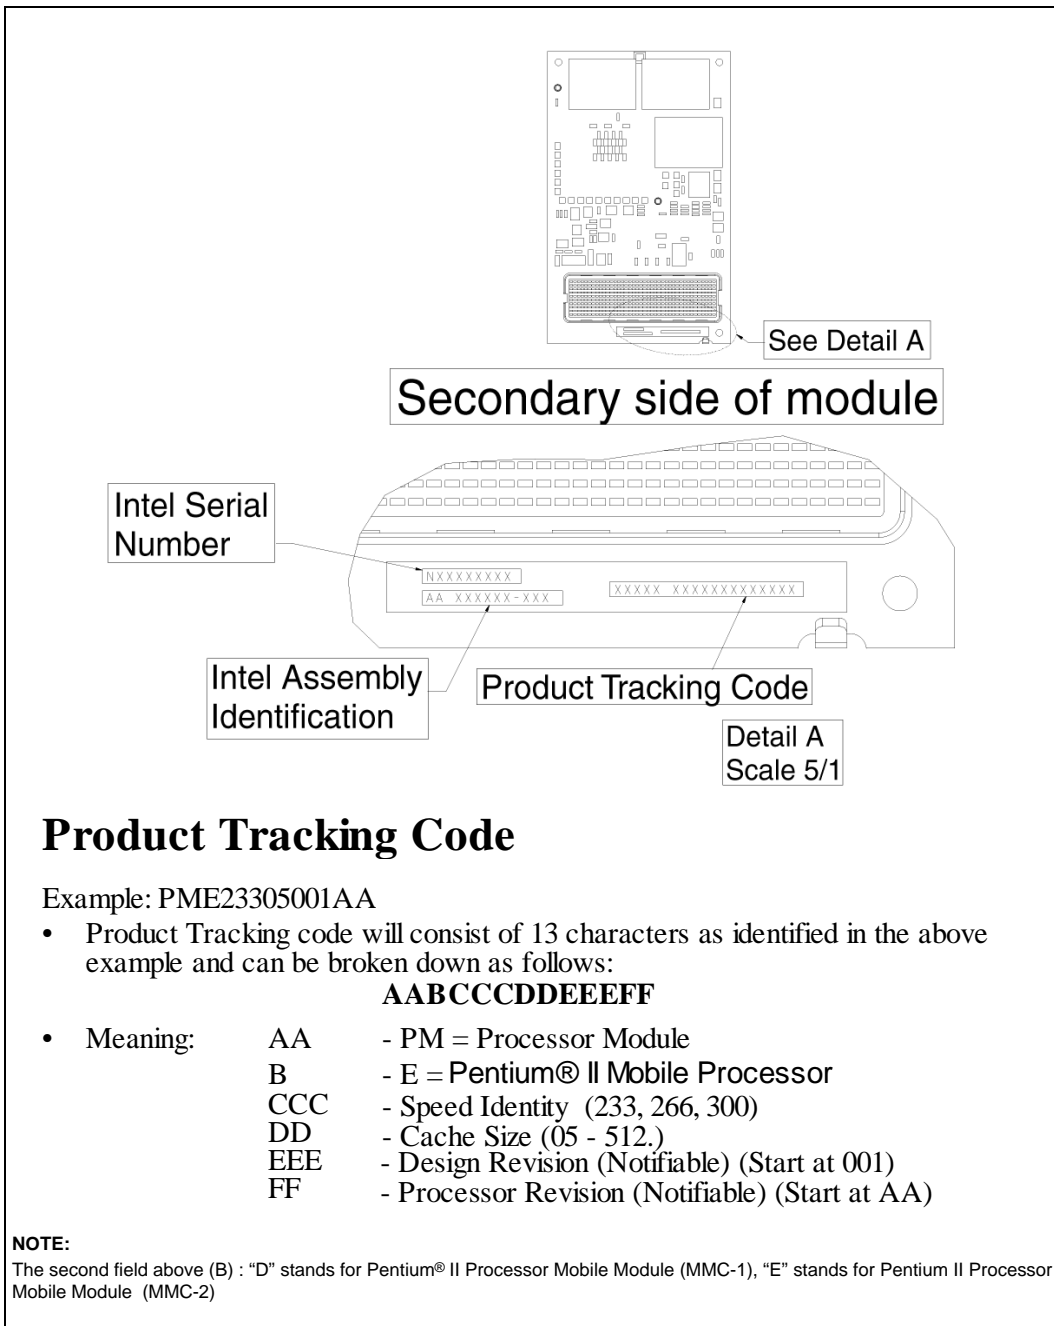 See Detail A
Secondary side of module
Intel Serial
Number
NXXXXXXXX
AA XXXXXX-XXX
XXXXX XXXXXXXXXXXXX
Intel Assembly
Identification
Product Tracking Code
Detail A
Scale 5/1
Product Tracking Code
Example: PME23305001AA
• Product Tracking code will consist of 13 characters as identified in the above
example and can be broken down as follows:
AABCCCDDEEEFF
• Meaning: AA - PM = Processor Module
B - E = Pentium® II Mobile Processor
CCC - Speed Identity (233, 266, 300)
DD - Cache Size (05 - 512.)
EEE - Design Revision (Notifiable) (Start at 001)
FF - Processor Revision (Notifiable) (Start at AA)
NOTE:
The second field above (B) : “D” stands for Pentium® II Processor Mobile Module (MMC-1), “E” stands for Pentium II Processor
Mobile Module (MMC-2)